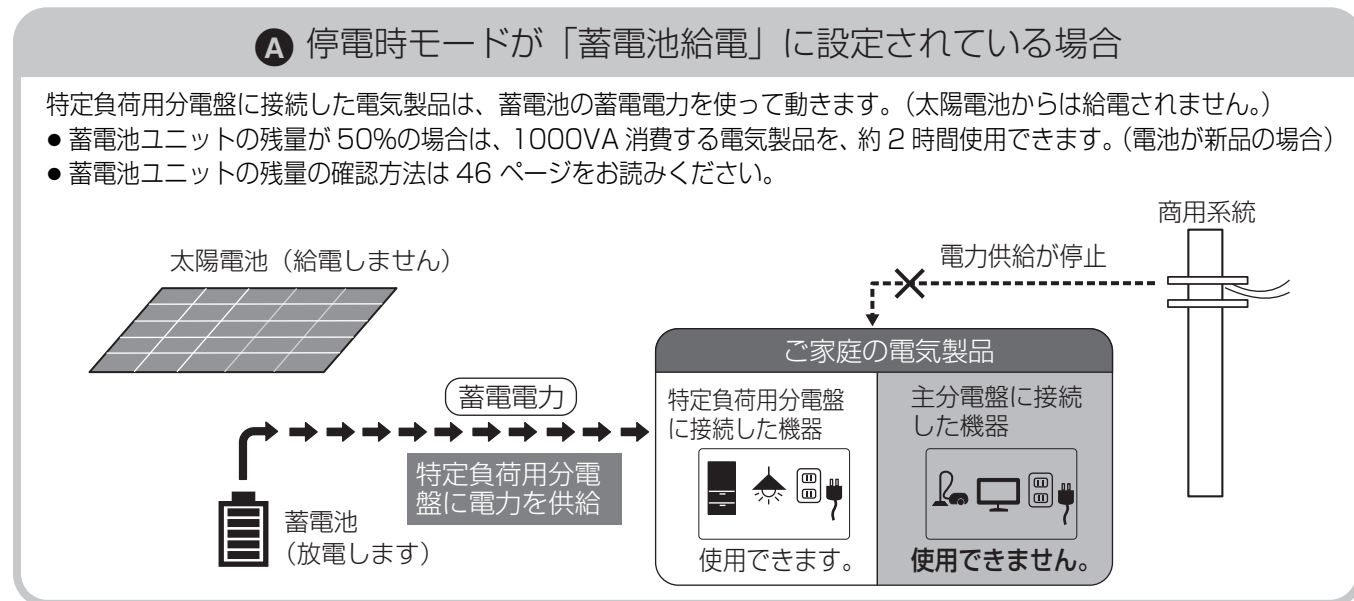 A 停電時モードが「蓄電池給電」に設定されている場合
特定負荷用分電盤に接続した電気製品は、蓄電池の蓄電電力を使って動きます。(太陽電池からは給電されません。)
● 蓄電池ユニットの残量が 50%の場合は、1000VA 消費する電気製品を、約 2 時間使用できます。(電池が新品の場合)
● 蓄電池ユニットの残量の確認方法は 46 ページをお読みください。
商用系統
太陽電池(給電しません)
電力供給が停止
ご家庭の電気製品
蓄電電力
特定負荷用分電盤
に接続した機器
主分電盤に接続
した機器
特定負荷用分電
盤に電力を供給
蓄電池
(放電します)
使用できます。
使用できません。